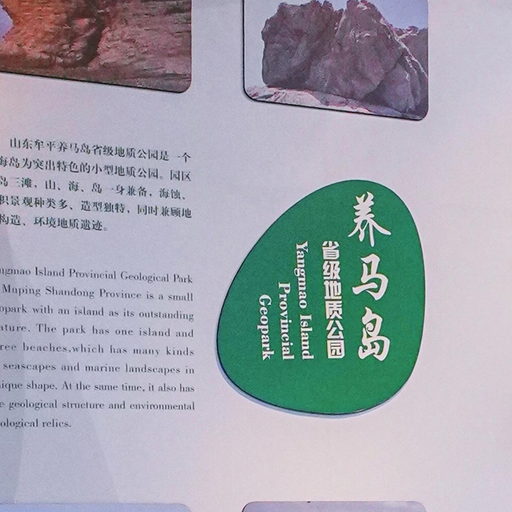 山东牟平养马岛省级地质公园是一个
海岛为突出特色的小型地质公园。园区
岛三滩，山、海、岛一身兼备，海蚀、
积景观种类多、造型独特，同时兼顾地
构造、环境地质遗迹。
ngmao Island Provincial Geological Park
Muping Shandong Province is a small
opark with an island as its outstanding
ature. The park has one island and
ree beaches,which has many kinds
seascapes and marine landscapes in
ique shape. At the same time, it also has
e geological structure and environmental
ological relics.
养马岛
省级地质公园
Yangmao Island
Provincial
Geopark